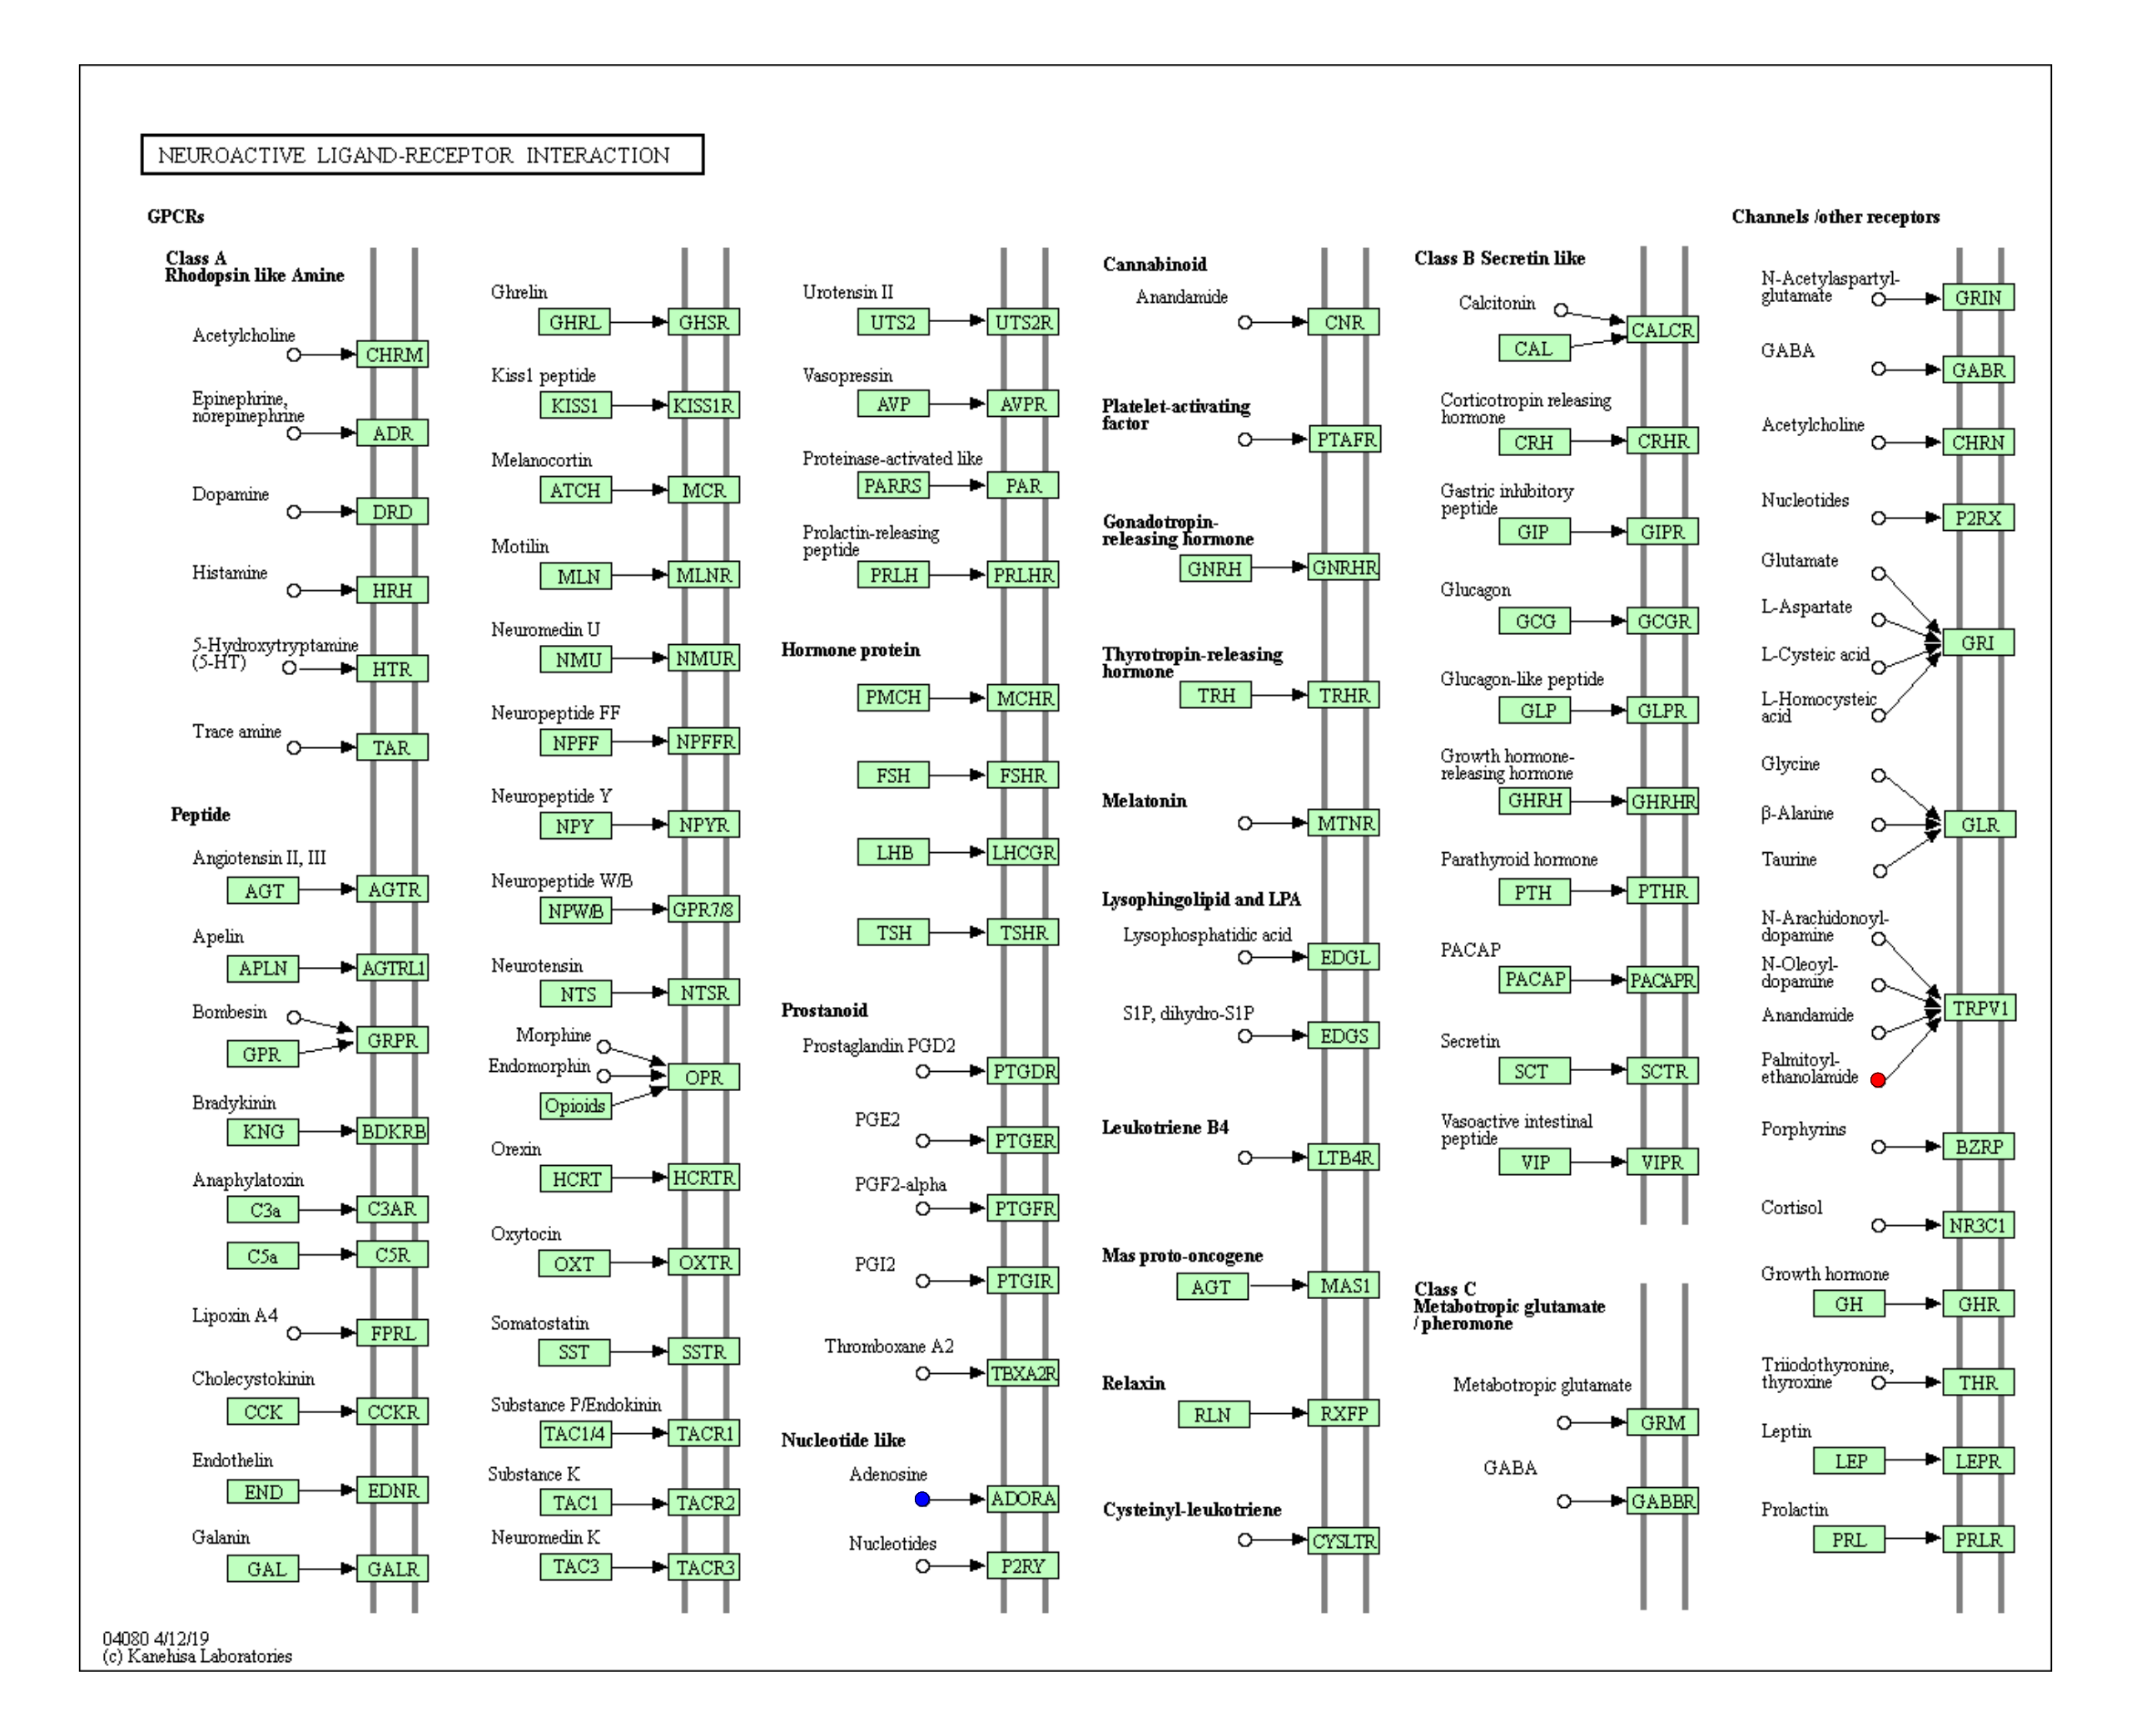 NEUROACTIVE LIGAND-RECEPTOR INTERACTION
GPCRs
Class A
Rhodopsin like Amine
Acetylcholine
CHRM
Epinephrine,
norepinephrine
ADR
Dopamine
DRD
Histamine
HRH
5-Hydroxytryptamine
(5-HT)
HTR
Trace amine
TAR
Peptide
Angiotensin II, III
AGT
AGTR
Apelin
APLN
AGTRL1
Bombesin
GPR
GRPR
Bradykinin
KNG
BDKRB
Anaphylatoxin
C3a
C3AR
C5a
C5R
Lipoxin A4
FPRL
Cholecystokinin
CCK
CCKR
Endothelin
END
EDNR
Galanin
GAL
GALR
Ghrelin
GHRL
GHSR
Kiss1 peptide
KISS1
KISS1R
Melanocortin
ATCH
MCR
Motilin
MLN
MLNR
Neuromedin U
NMU
NMUR
Neuropeptide FF
NPFF
NPFFR
Neuropeptide Y
NPY
NPYR
Neuropeptide W/B
NPW/B
GPR7/8
Neurotensin
NTS
NTSR
Morphine
Endomorphin
Opioids
OPR
Orexin
HCRT
HCRTR
Oxytocin
OXT
OXTR
Somatostatin
SST
SSTR
Substance P/Endokinin
TAC1/4
TACR1
Substance K
TAC1
TACR2
Neuromedin K
TAC3
TACR3
Urotensin II
UTS2
UTS2R
Vasopressin
AVP
AVPR
Proteinase-activated like
PARRS
PAR
Prolactin-releasing
peptide
PRLH
PRLHR
Hormone protein
PMCH
MCHR
FSH
FSHR
LHB
LHCGR
TSH
TSHR
Prostanoid
Prostaglandin PGD2
PTGDR
PGE2
PTGER
PGF2-alpha
PTGFR
PGI2
PTGIR
Thromboxane A2
TBXA2R
Nucleotide like
Adenosine
ADORA
Nucleotides
P2RY
Cannabinoid
Anandamide
CNR
Platelet-activating
factor
PTAFR
Gonadotropin-
releasing hormone
GNRH
GNRHR
Thyrotropin-releasing
hormone
TRH
TRHR
Melatonin
MTNR
Lysophingolipid and LPA
Lysophosphatidic acid
EDGL
S1P, dihydro-S1P
EDGS
Leukotriene B4
LTB4R
Mas proto-oncogene
AGT
MAS1
Relaxin
RLN
RXFP
Cysteinyl-leukotriene
CYSLTR
Class B Secretin like
Calcitonin
CAL
CALCR
Corticotropin releasing
hormone
CRH
CRHR
Gastric inhibitory
peptide
GIP
GIPR
Glucagon
GCG
GCGR
Glucagon-like peptide
GLP
GLPR
Growth hormone-
releasing hormone
GHRH
GHRHR
Parathyroid hormone
PTH
PTHR
PACAP
PACAP
PACAPR
Secretin
SCT
SCTR
Vasoactive intestinal
peptide
VIP
VIPR
Class C
Metabotropic glutamate
/ pheromone
Metabotropic glutamate
GRM
GABA
GABBR
Channels /other receptors
N-Acetylaspartyl-
glutamate
GRIN
GABA
GABR
Acetylcholine
CHRN
Nucleotides
P2RX
Glutamate
L-Aspartate
L-Cysteic acid
L-Homocysteic
acid
GRI
Glycine
β-Alanine
Taurine
GLR
N-Arachidonoyl-
dopamine
N-Oleoyl-
dopamine
Anandamide
Palmitoyl-
ethanolamide
TRPV1
Porphyrins
BZRP
Cortisol
NR3C1
Growth hormone
GH
GHR
Triiodothyronine,
thyroxine
THR
Leptin
LEP
LEPR
Prolactin
PRL
PRLR
04080 4/12/19
(c) Kanehisa Laboratories